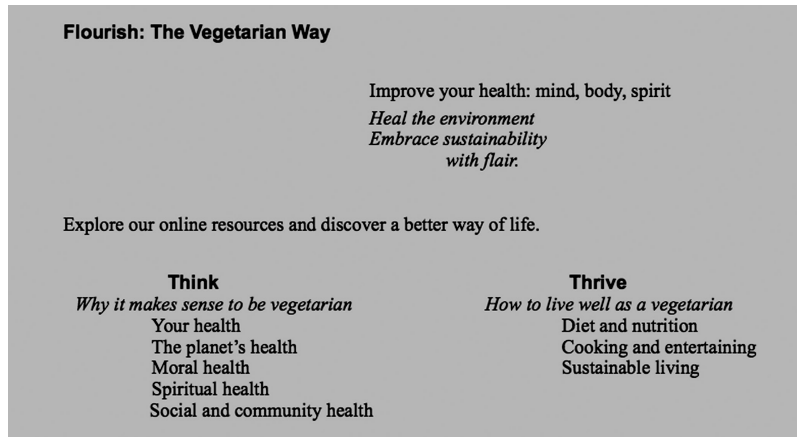 Flourish: The Vegetarian Way
Improve your health: mind, body, spirit
Heal the environment
Embrace sustainability
with flair.
Explore our online resources and discover a better way of life.
Think
Why it makes sense to be vegetarian
Your health
The planet's health
Moral health
Spiritual health
Social and community health
Thrive
How to live well as a vegetarian
Diet and nutrition
Cooking and entertaining
Sustainable living